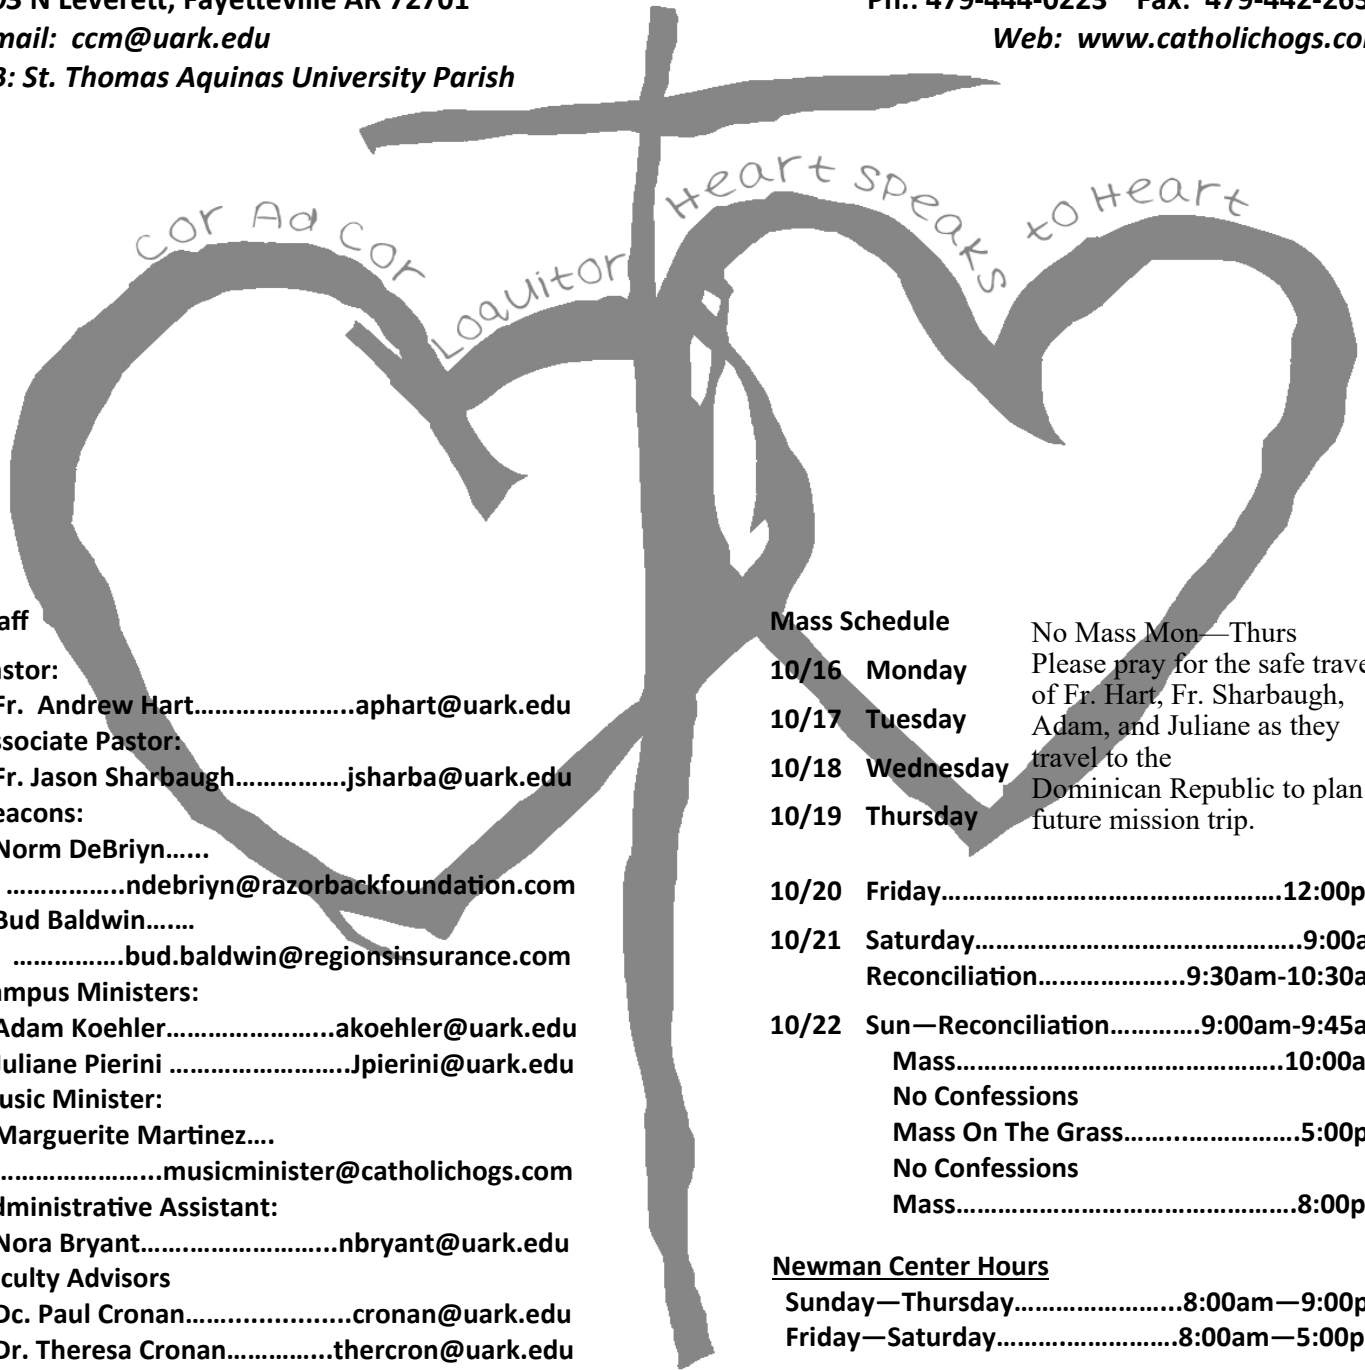 03 N Leverett, Fayetteville AR 72701
Ph.: 479-444-0223 Fax: 479-442-265
mail: ccm@uark.edu
Web: www.catholichogs.co
B: St. Thomas Aquinas University Parish
Cor Ad Cor Loquitor Heart Speaks to Heart
aff
astor:
Fr. Andrew Hart…………………..aphart@uark.edu
ssociate Pastor:
Fr. Jason Sharbaugh…………….jsharba@uark.edu
eacons:
Norm DeBriyn…...
……………..ndebriyn@razorbackfoundation.com
Bud Baldwin…….
…………….bud.baldwin@regionsinsurance.com
ampus Ministers:
Adam Koehler……………………...akoehler@uark.edu
Juliane Pierini ……………………..Jpierini@uark.edu
usic Minister:
Marguerite Martinez….
……………………...musicminister@catholichogs.com
dministrative Assistant:
Nora Bryant…….…………………...nbryant@uark.edu
culty Advisors
Dc. Paul Cronan…….................cronan@uark.edu
Dr. Theresa Cronan…………...thercron@uark.edu
Mass Schedule
10/16 Monday
10/17 Tuesday
10/18 Wednesday
10/19 Thursday
No Mass Mon—Thurs
Please pray for the safe trave
of Fr. Hart, Fr. Sharbaugh,
Adam, and Juliane as they
travel to the
Dominican Republic to plan
future mission trip.
10/20 Friday………………………………………….12:00p
10/21 Saturday………………………………………..9:00a
Reconciliation………………...9:30am-10:30a
10/22 Sun—Reconciliation………….9:00am-9:45a
Mass………………………………………..10:00a
No Confessions
Mass On The Grass……...…………….5:00p
No Confessions
Mass………………………………………….8:00p
Newman Center Hours
Sunday—Thursday…………………...8:00am—9:00p
Friday—Saturday…………………….8:00am—5:00p